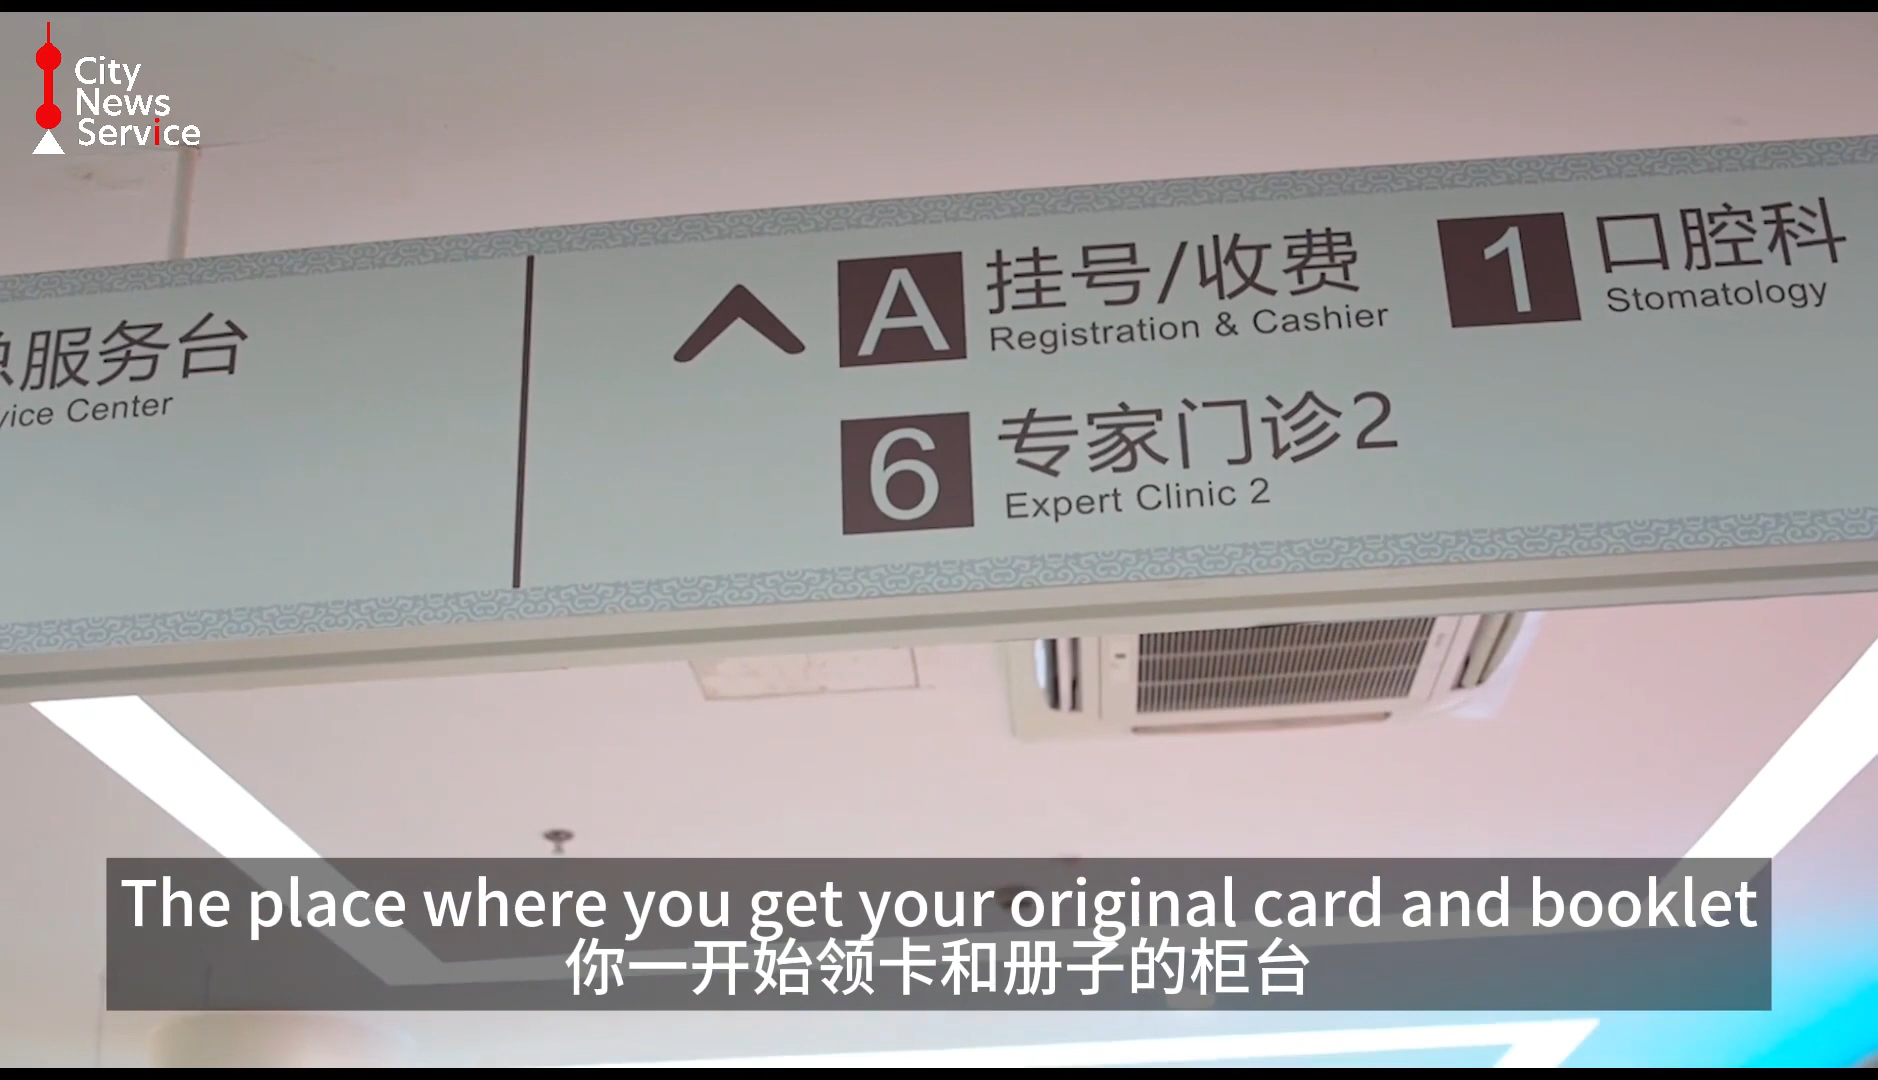 City
News
Service
服务台
Center
A 挂号/收费
Registration & Cashier
1 口腔科
Stomatology
6 专家门诊2
Expert Clinic 2
The place where you get your original card and booklet
你一开始领卡和册子的柜台